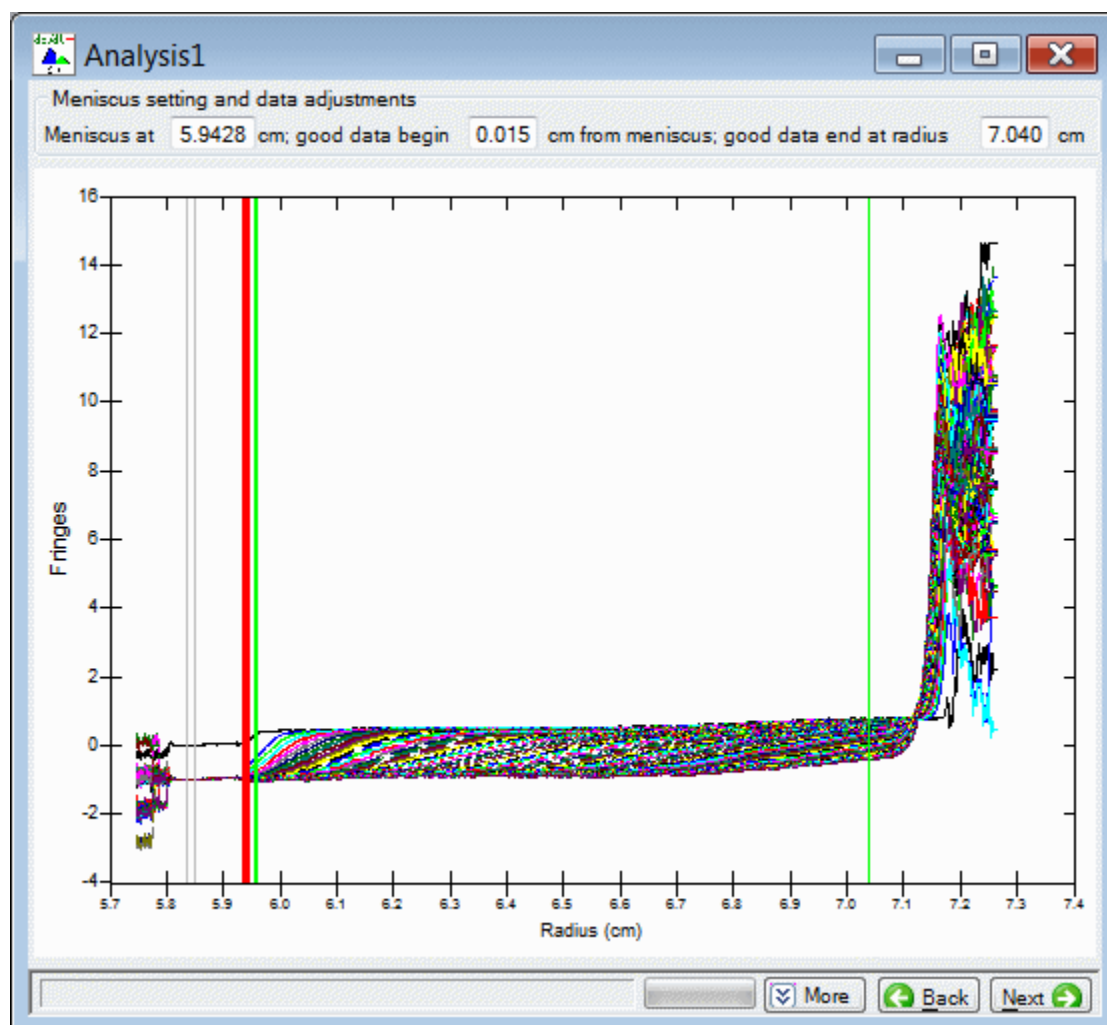 Analysis1
Meniscus setting and data adjustments
Meniscus at 5.9428 cm; good data begin 0.015 cm from meniscus; good data end at radius 7.040 cm
16
14
12
10
8
6
4
2
0
-2
-4
Fringes
5.7 5.8 5.9 6.0 6.1 6.2 6.3 6.4 6.5 6.6 6.7 6.8 6.9 7.0 7.1 7.2 7.3 7.4
Radius (cm)
More Back Next